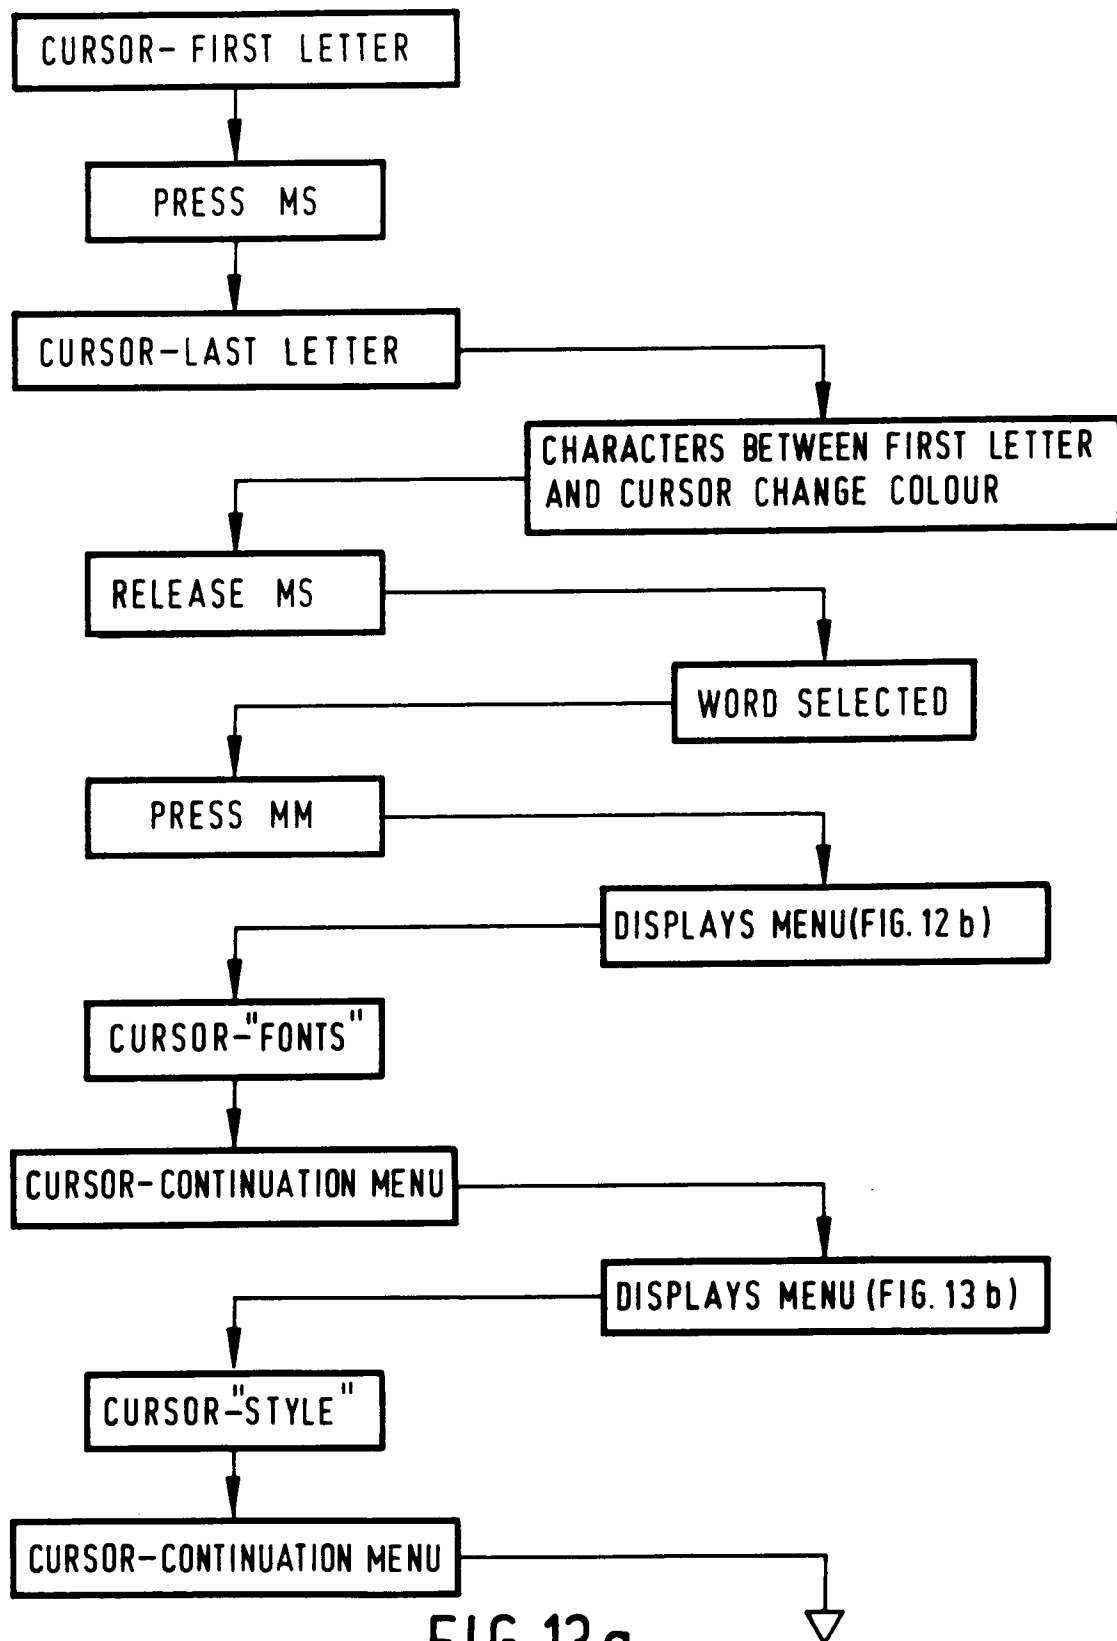 CURSOR-FIRST LETTER
PRESS MS
CURSOR-LAST LETTER
CHARACTERS BETWEEN FIRST LETTER
AND CURSOR CHANGE COLOUR
RELEASE MS
WORD SELECTED
PRESS MM
DISPLAYS MENU (FIG. 12 b)
CURSOR-"FONTS"
CURSOR-CONTINUATION MENU
DISPLAYS MENU (FIG. 13 b)
CURSOR-"STYLE"
CURSOR-CONTINUATION MENU
FIG. 13a